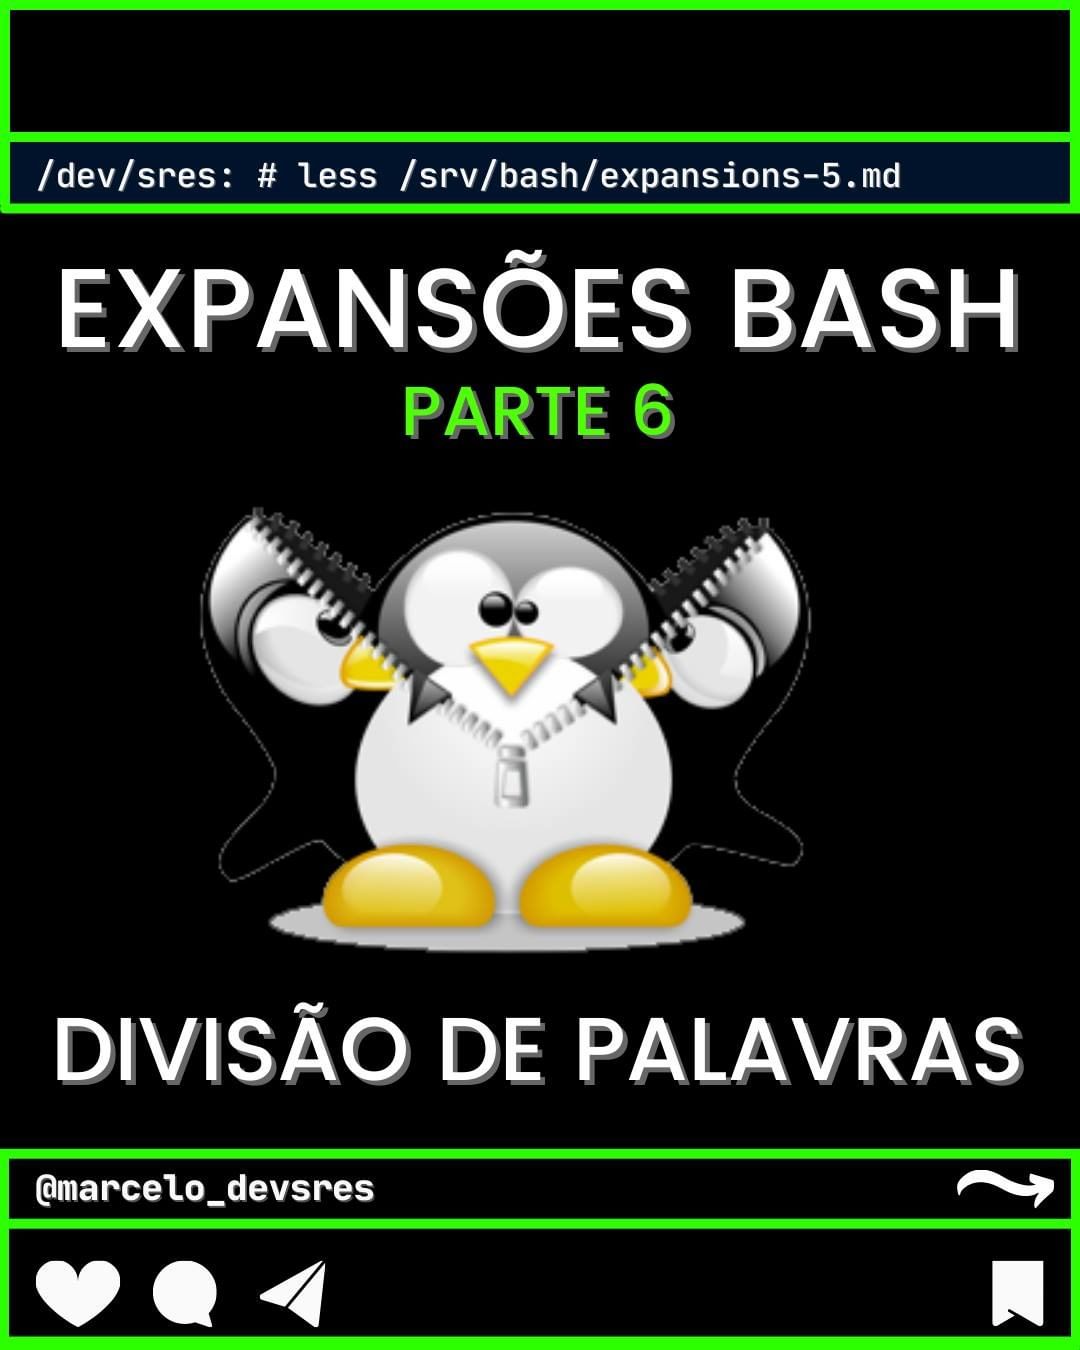 /dev/sres: # less /srv/bash/expansions-5.md
EXPANSÕES BASH
PARTE 6
DIVISÃO DE PALAVRAS
@marcelo_devsres